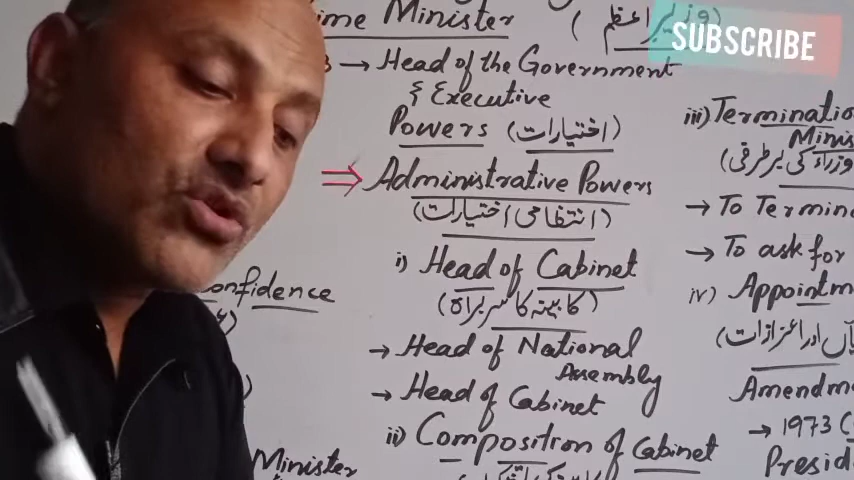 ime Minister
(وزیراعظم)
SUBSCRIBE
3 → Head of the Government
& Executive
Powers (اختیارات)
⇒ Administrative Powers
(انتظامی اختیارات)
i) Head of Cabinet
(کابینہ کا سربراہ)
→ Head of National
Assembly
→ Head of Cabinet
ii) Composition of Cabinet
onfidence
Minister
iii) Terminatio
Minis
(وزراء کی برطرفی
→ To Termin
→ To ask for
iv) Appointm
یاں اور اعزازات)
Amendm
→ 1973 (
Presid